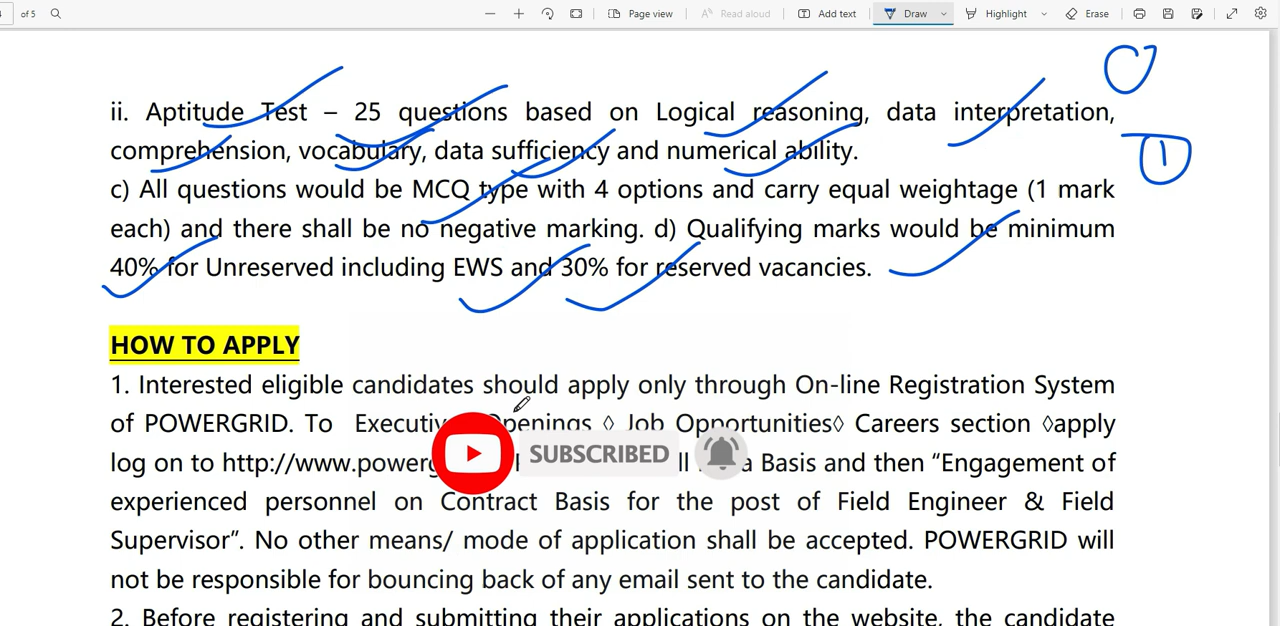 of 5
Page view
Read aloud
Add text
Draw
Highlight
Erase
ii. Aptitude Test – 25 questions based on Logical reasoning, data interpretation,
comprehension, vocabulary, data sufficiency and numerical ability.
c) All questions would be MCQ type with 4 options and carry equal weightage (1 mark
each) and there shall be no negative marking. d) Qualifying marks would be minimum
40% for Unreserved including EWS and 30% for reserved vacancies.
1
HOW TO APPLY
1. Interested eligible candidates should apply only through On-line Registration System
of POWERGRID. To Executive Openings ◊ Job Opportunities◊ Careers section ◊apply
log on to http://www.powerg a Basis and then “Engagement of
SUBSCRIBED
experienced personnel on Contract Basis for the post of Field Engineer & Field
Supervisor”. No other means/ mode of application shall be accepted. POWERGRID will
not be responsible for bouncing back of any email sent to the candidate.
2. Before registering and submitting their applications on the website, the candidate